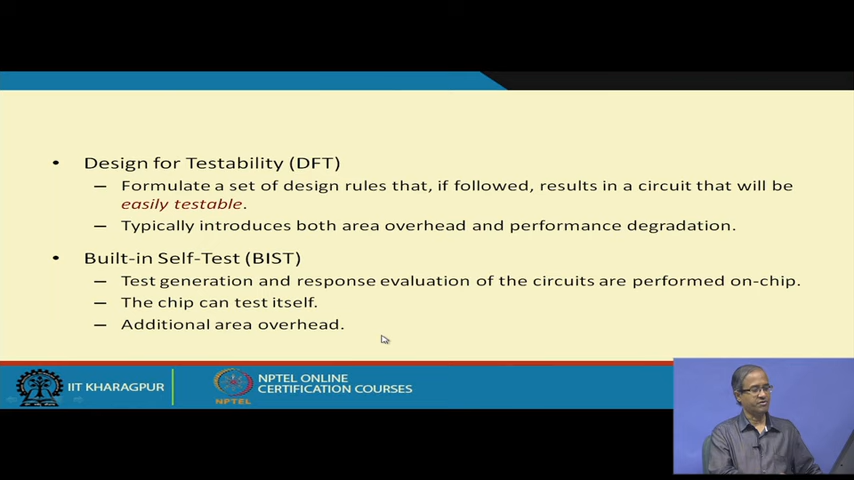 • Design for Testability (DFT)
– Formulate a set of design rules that, if followed, results in a circuit that will be
easily testable.
– Typically introduces both area overhead and performance degradation.
• Built-in Self-Test (BIST)
– Test generation and response evaluation of the circuits are performed on-chip.
– The chip can test itself.
– Additional area overhead.
IIT KHARAGPUR
NPTEL
NPTEL ONLINE
CERTIFICATION COURSES